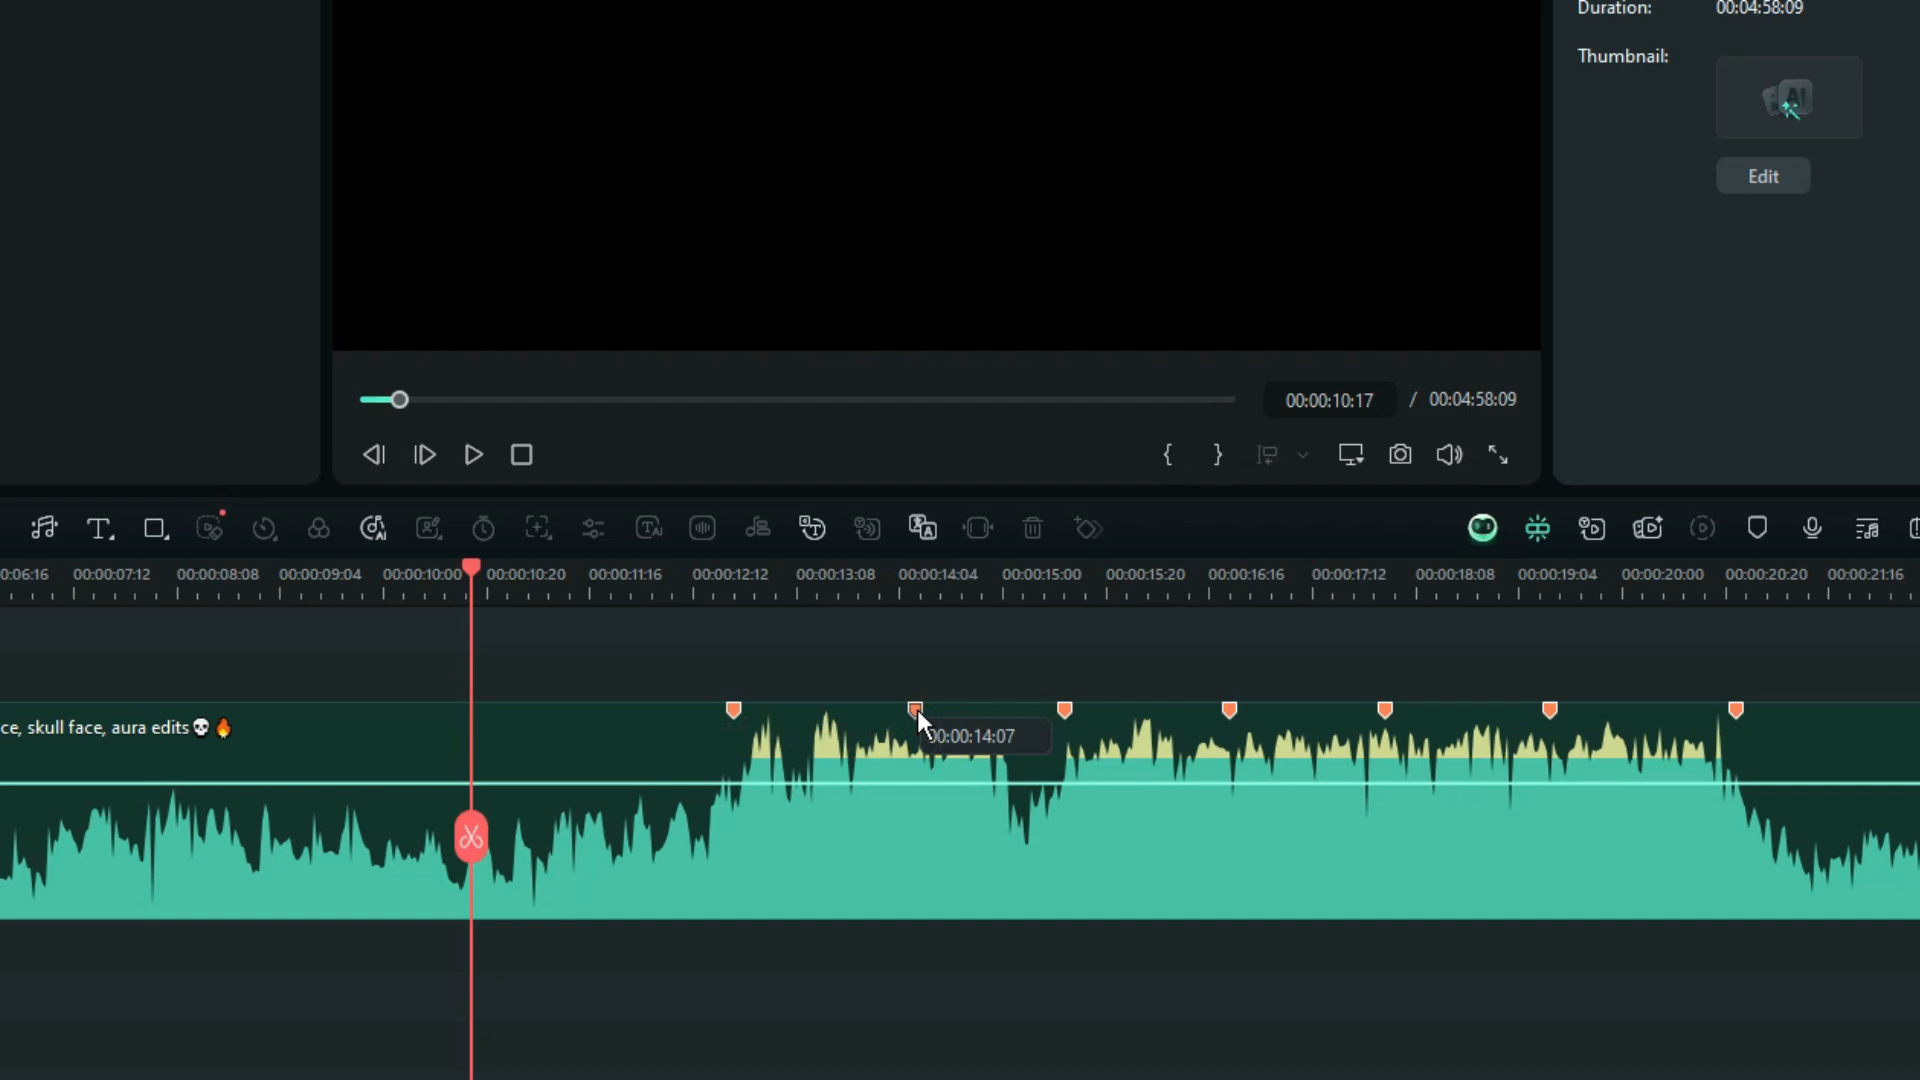 Duration: 00:04:58:09
Thumbnail:
AI
Edit
00:00:10:17 / 00:04:58:09
{ }
0:06:16 00:00:07:12 00:00:08:08 00:00:09:04 00:00:10:00 00:00:10:20 00:00:11:16 00:00:12:12 00:00:13:08 00:00:14:04 00:00:15:00 00:00:15:20 00:00:16:16 00:00:17:12 00:00:18:08 00:00:19:04 00:00:20:00 00:00:20:20 00:00:21:16
ce, skull face, aura edits💀🔥
00:00:14:07